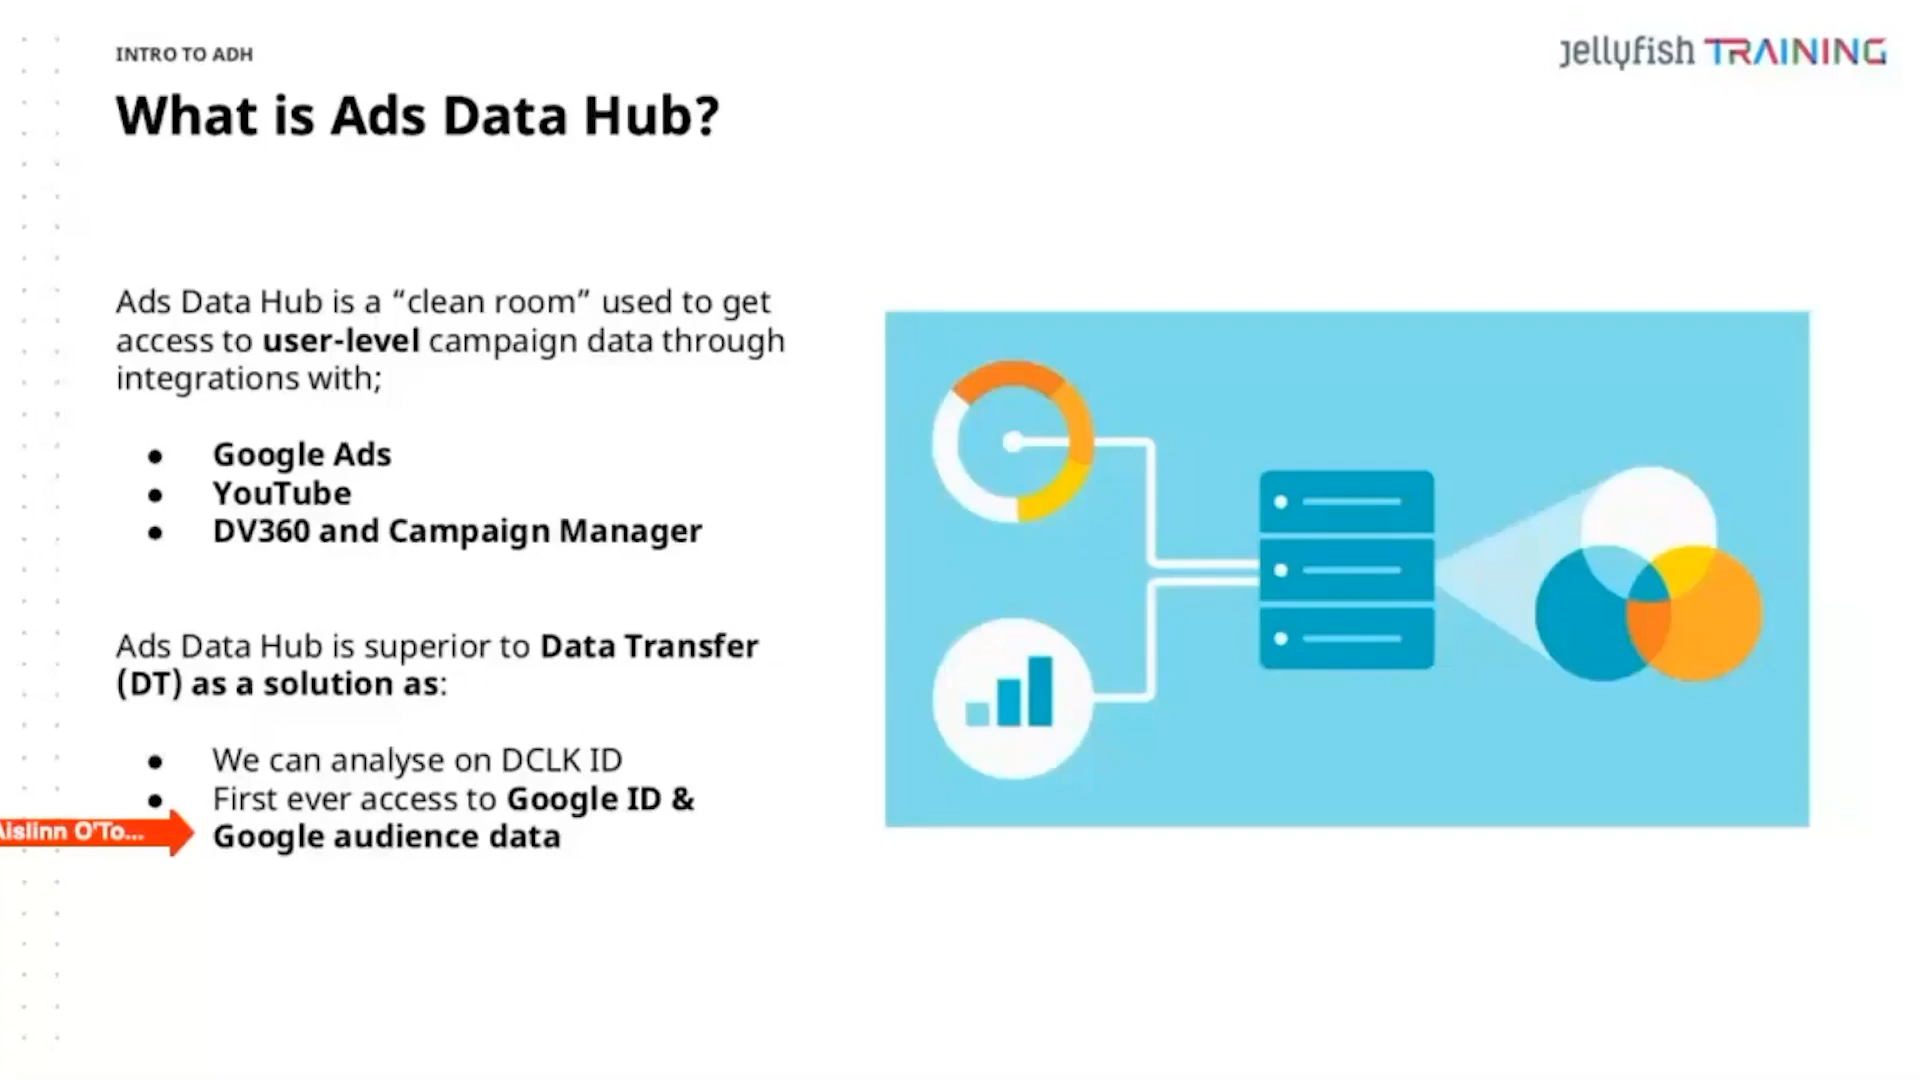 INTRO TO ADH
jellyfish TRAINING
What is Ads Data Hub?
Ads Data Hub is a “clean room” used to get
access to user-level campaign data through
integrations with;
● Google Ads
● YouTube
● DV360 and Campaign Manager
Ads Data Hub is superior to Data Transfer
(DT) as a solution as:
● We can analyse on DCLK ID
● First ever access to Google ID &
Google audience data
Aislinn O'To...